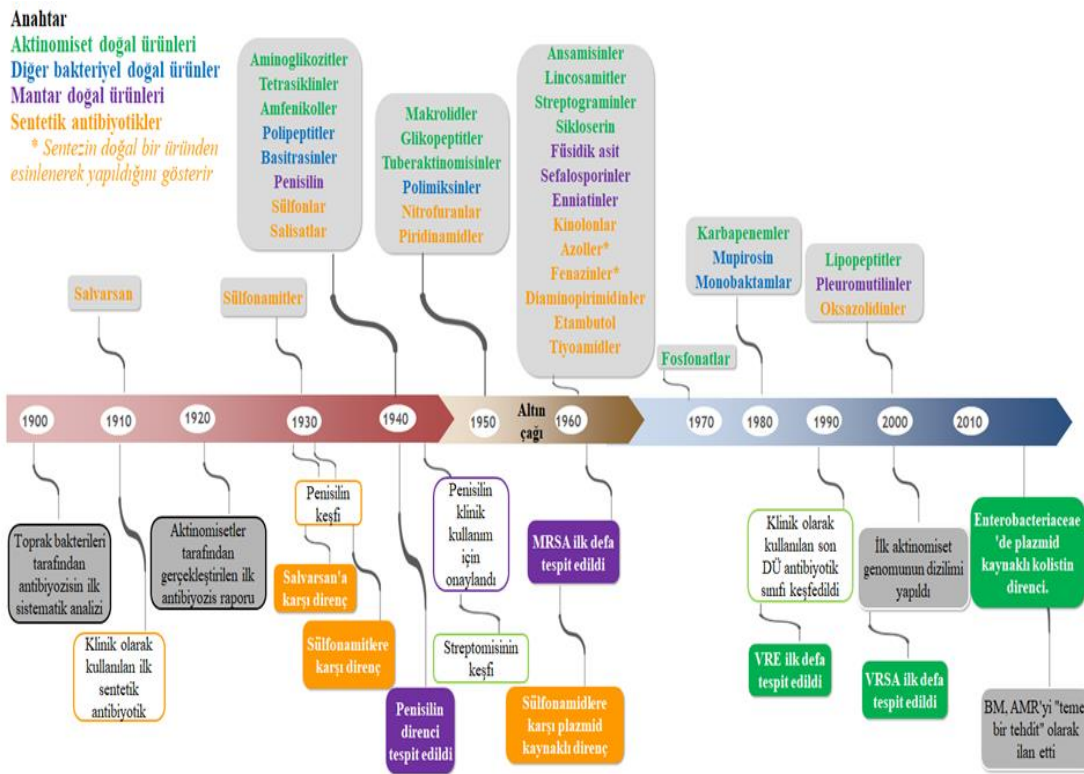 Anahtar
Aktinomiset doğal ürünleri
Diğer bakteriyel doğal ürünler
Mantar doğal ürünleri
Sentetik antibiyotikler
* Sentezin doğal bir üründen
esinlenerek yapıldığını gösterir
Salvarsan
Sülfonamitler
Aminoglikozitler
Tetrasiklinler
Amfenikoller
Polipeptitler
Basitrasinler
Penisilin
Sülfonlar
Salisatlar
Makrolidler
Glikopeptitler
Tuberaktinomisinler
Polimiksinler
Nitrofuranlar
Piridinamidler
Ansamisinler
Lincosamitler
Streptograminler
Sikloserin
Füsidik asit
Sefalosporinler
Enniatinler
Kinolonlar
Azoller*
Fenazinler*
Diaminopirimidinler
Etambutol
Tiyoamidler
Fosfonatlar
Karbapenemler
Mupirosin
Monobaktamlar
Lipopeptitler
Pleuromutilinler
Oksazolidinler
1900
1910
1920
1930
1940
1950
Altın
çağı
1960
1970
1980
1990
2000
2010
Toprak bakterileri
tarafından
antibiyozisin ilk
sistematik analizi
Klinik olarak
kullanılan ilk
sentetik
antibiyotik
Aktinomisetler
tarafından
gerçekleştirilen ilk
antibiyozis raporu
Penisilin
keşfi
Salvarsan'a
karşı direnç
Sülfonamitlere
karşı direnç
Penisilin
direnci
tespit edildi
Penisilin
klinik
kullanım
için
onaylandı
Streptomisinin
keşfi
MRSA ilk defa
tespit edildi
Sülfonamidlere
karşı plazmid
kaynaklı direnç
Klinik olarak
kullanılan son
DÜ antibiyotik
sınıfı keşfedildi
VRE ilk defa
tespit edildi
İlk aktinomiset
genomunun dizilimi
yapıldı
VRSA ilk defa
tespit edildi
Enterobacteriaceae
'de plazmid
kaynaklı kolistin
direnci.
BM, AMR'yi "teme
bir tehdit" olarak
ilan etti